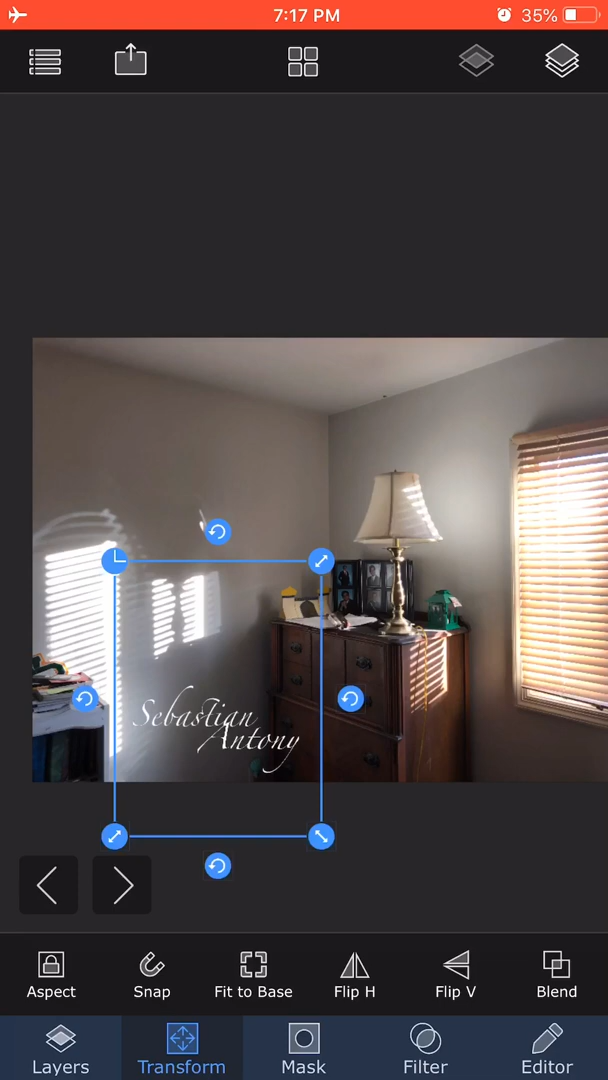 7:17 PM
35%
Sebastian
Antony
Aspect
Snap
Fit to Base
Flip H
Flip V
Blend
Layers
Transform
Mask
Filter
Editor